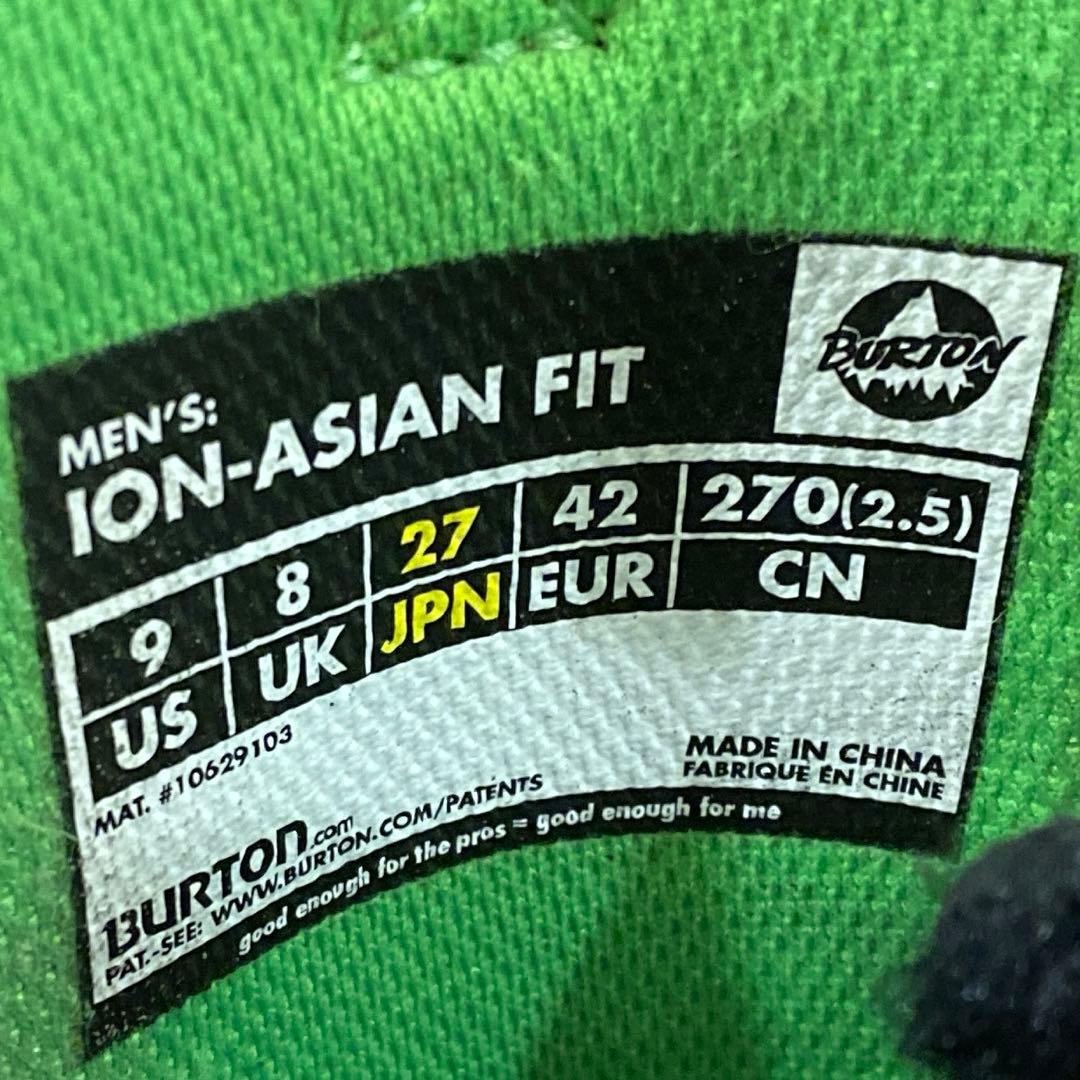 BURTON
MEN'S:
ION-ASIAN FIT
9 8 27 42 270(2.5)
US UK JPN EUR CN
MAT. #10629103
MADE IN CHINA
FABRIQUE EN CHINE
BURTON.com
PAT.-SEE: WWW.BURTON.COM/PATENTS
good enough for the pros = good enough for me